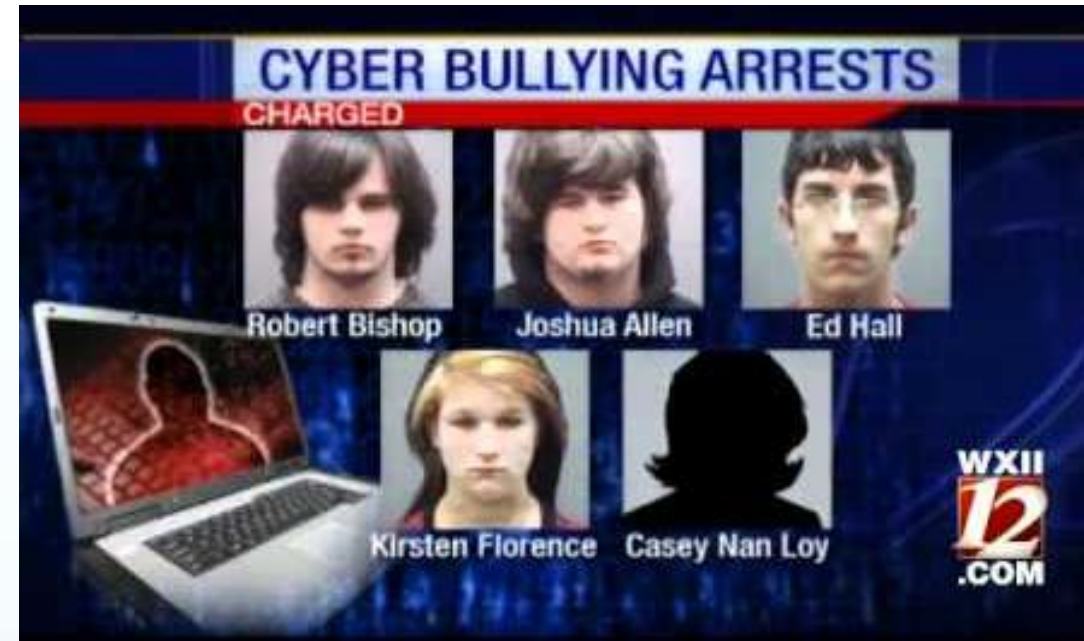 CYBER BULLYING ARRESTS
CHARGED
Robert Bishop Joshua Allen Ed Hall
Kirsten Florence Casey Nan Loy
WXII
12
.COM